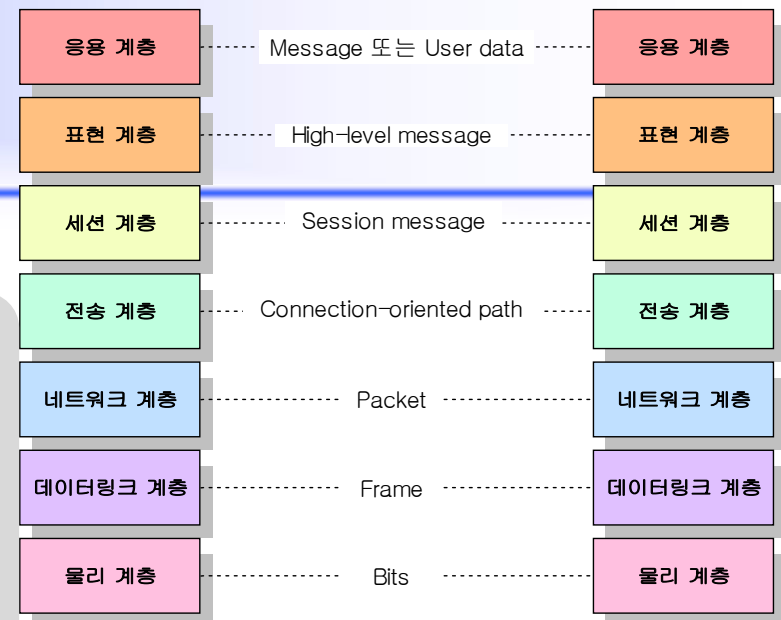 응용 계층 Message 또는 User data 응용 계층
표현 계층 High-level message 표현 계층
세션 계층 Session message 세션 계층
전송 계층 Connection-oriented path 전송 계층
네트워크 계층 Packet 네트워크 계층
데이터링크 계층 Frame 데이터링크 계층
물리 계층 Bits 물리 계층